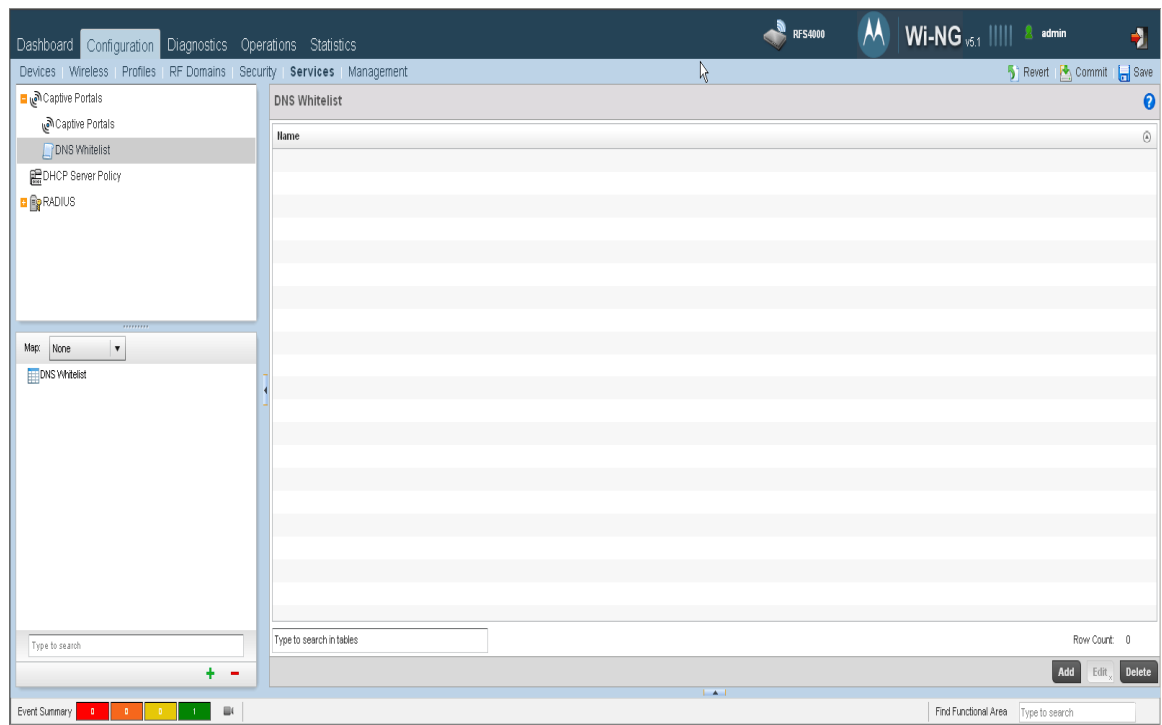 Dashboard Configuration Diagnostics Operations Statistics
RFS4000
Wi-NG v5.1
admin
Devices Wireless Profiles RF Domains Security Services Management
Revert Commit Save
Captive Portals
Captive Portals
DNS Whitelist
DHCP Server Policy
RADIUS
Map: None
DNS Whitelist
Type to search
DNS Whitelist
Name
Type to search in tables
Row Count: 0
Add Edit Delete
Event Summary 0 0 0 1
Find Functional Area Type to search